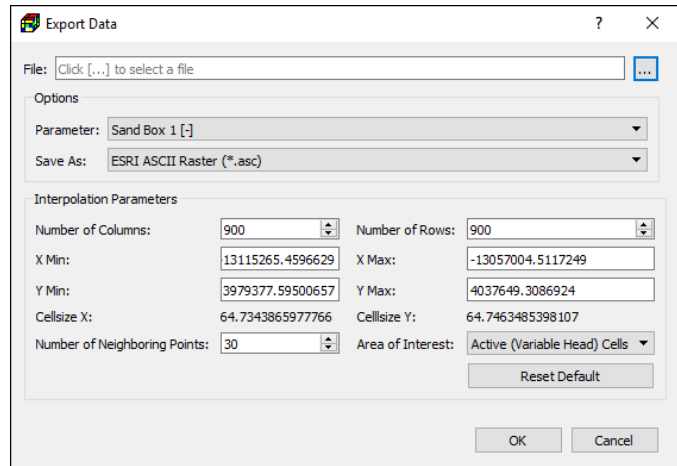 Export Data
File: Click [...] to select a file ...
Options
Parameter: Sand Box 1 [-]
Save As: ESRI ASCII Raster (*.asc)
Interpolation Parameters
Number of Columns: 900 Number of Rows: 900
X Min: 13115265.4596629 X Max: -13057004.5117249
Y Min: 3979377.59500657 Y Max: 4037649.3086924
Cellsize X: 64.7343865977766 Celllsize Y: 64.7463485398107
Number of Neighboring Points: 30 Area of Interest: Active (Variable Head) Cells
Reset Default
OK Cancel